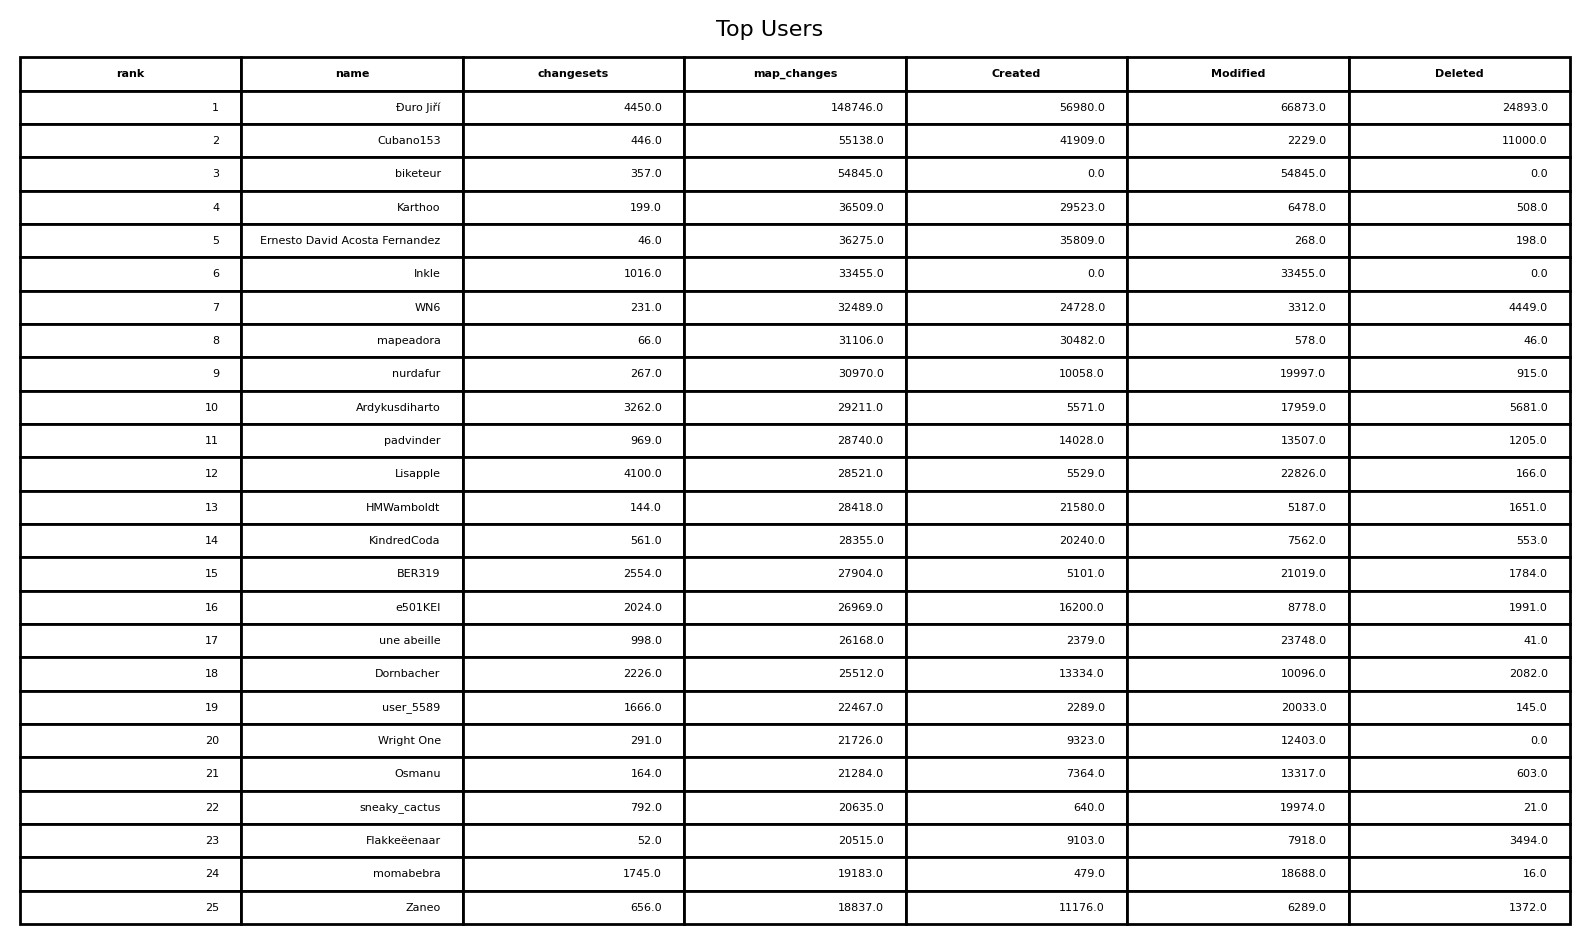 Top Users
rank name changesets map_changes Created Modified Deleted
1 Đuro Jiří 4450.0 148746.0 56980.0 66873.0 24893.0
2 Cubano153 446.0 55138.0 41909.0 2229.0 11000.0
3 biketeur 357.0 54845.0 0.0 54845.0 0.0
4 Karthoo 199.0 36509.0 29523.0 6478.0 508.0
5 Ernesto David Acosta Fernandez 46.0 36275.0 35809.0 268.0 198.0
6 Inkle 1016.0 33455.0 0.0 33455.0 0.0
7 WN6 231.0 32489.0 24728.0 3312.0 4449.0
8 mapeadora 66.0 31106.0 30482.0 578.0 46.0
9 nurdafur 267.0 30970.0 10058.0 19997.0 915.0
10 Ardykusdiharto 3262.0 29211.0 5571.0 17959.0 5681.0
11 padvinder 969.0 28740.0 14028.0 13507.0 1205.0
12 Lisapple 4100.0 28521.0 5529.0 22826.0 166.0
13 HMWamboldt 144.0 28418.0 21580.0 5187.0 1651.0
14 KindredCoda 561.0 28355.0 20240.0 7562.0 553.0
15 BER319 2554.0 27904.0 5101.0 21019.0 1784.0
16 e501KEI 2024.0 26969.0 16200.0 8778.0 1991.0
17 une abeille 998.0 26168.0 2379.0 23748.0 41.0
18 Dornbacher 2226.0 25512.0 13334.0 10096.0 2082.0
19 user_5589 1666.0 22467.0 2289.0 20033.0 145.0
20 Wright One 291.0 21726.0 9323.0 12403.0 0.0
21 Osmanu 164.0 21284.0 7364.0 13317.0 603.0
22 sneaky_cactus 792.0 20635.0 640.0 19974.0 21.0
23 Flakkeëenaar 52.0 20515.0 9103.0 7918.0 3494.0
24 momabebra 1745.0 19183.0 479.0 18688.0 16.0
25 Zaneo 656.0 18837.0 11176.0 6289.0 1372.0